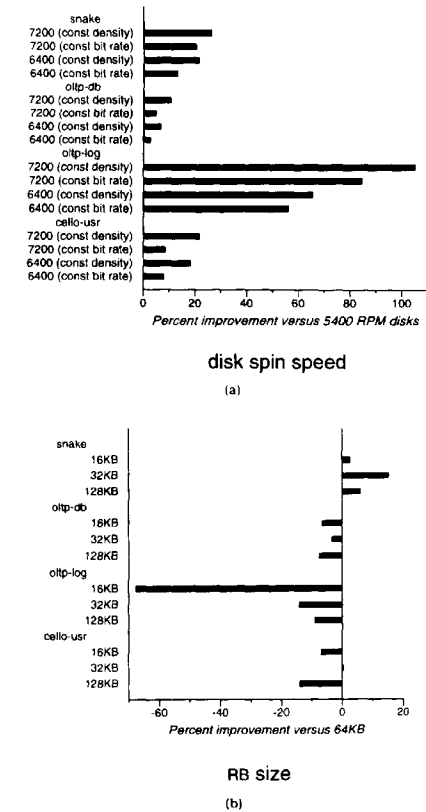 snake
7200 (const density)
7200 (const bit rate)
6400 (const density)
6400 (const bit rate)
oltp-db
7200 (const density)
7200 (const bit rate)
6400 (const density)
6400 (const bit rate)
oltp-log
7200 (const density)
7200 (const bit rate)
6400 (const density)
6400 (const bit rate)
cello-usr
7200 (const density)
7200 (const bit rate)
6400 (const density)
6400 (const bit rate)
0 20 40 60 80 100
Percent improvement versus 5400 RPM disks
disk spin speed
(a)
snake
16KB
32KB
128KB
oltp-db
16KB
32KB
128KB
oltp-log
16KB
32KB
128KB
cello-usr
16KB
32KB
128KB
-60 -40 -20 0 20
Percent improvement versus 64KB
RB size
(b)